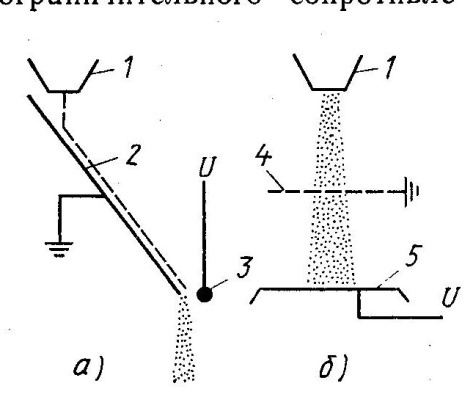 ограничительного сопротивле
1
2
U
3
а)
1
4
5
U
б)